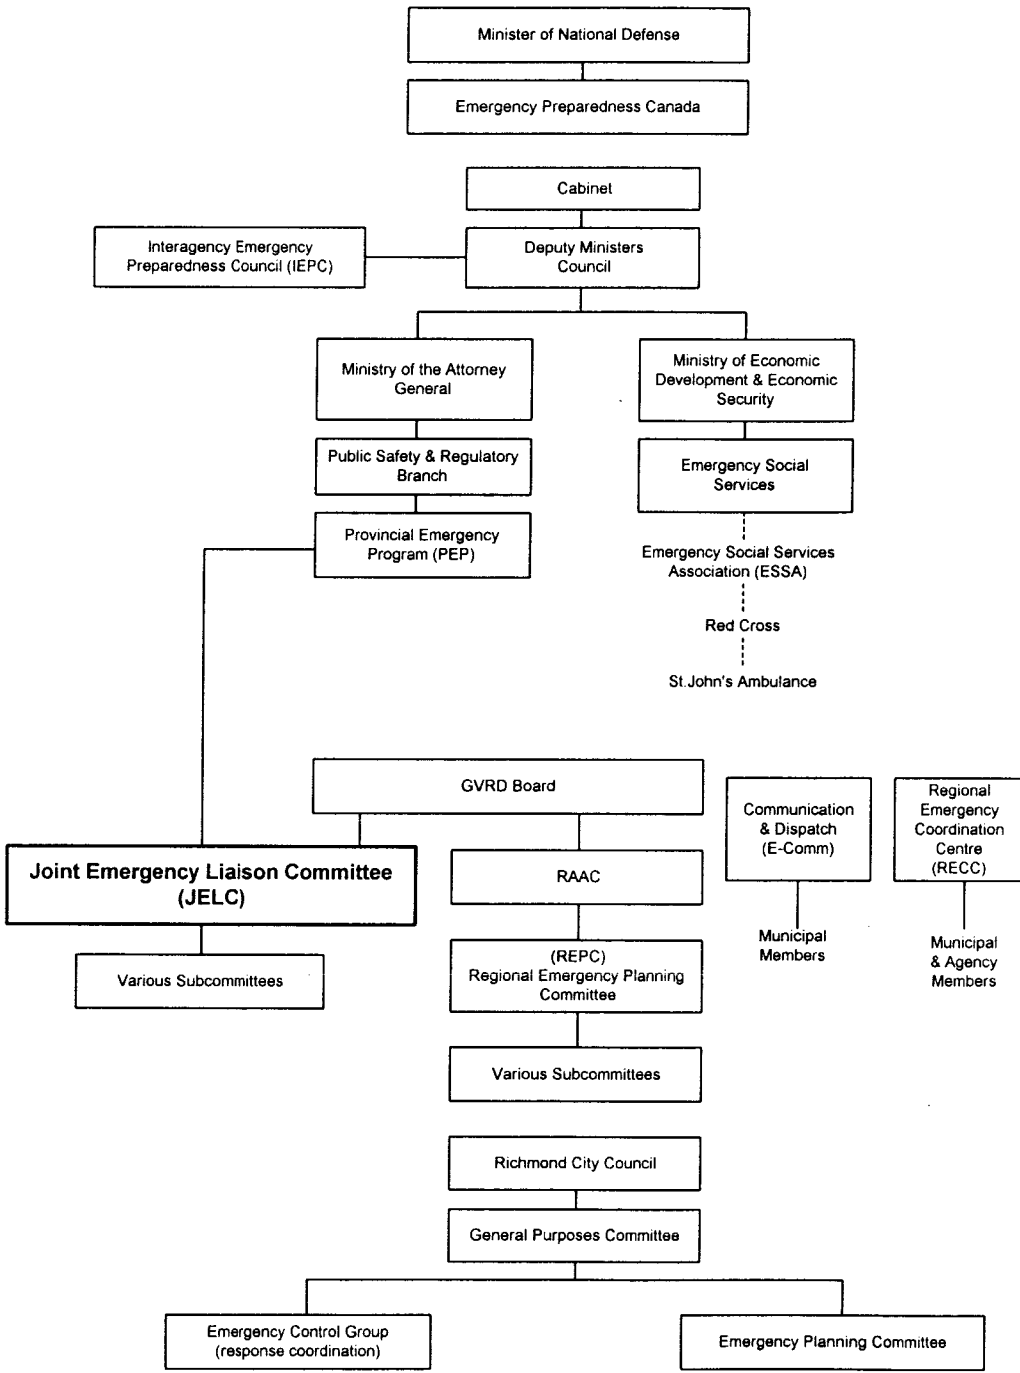 Minister of National Defense
Emergency Preparedness Canada
Cabinet
Interagency Emergency
Preparedness Council (IEPC)
Deputy Ministers
Council
Ministry of the Attorney
General
Ministry of Economic
Development & Economic
Security
Public Safety & Regulatory
Branch
Emergency Social
Services
Provincial Emergency
Program (PEP)
Emergency Social Services
Association (ESSA)
Red Cross
St.John's Ambulance
GVRD Board
Communication
& Dispatch
(E-Comm)
Regional
Emergency
Coordination
Centre
(RECC)
Joint Emergency Liaison Committee
(JELC)
RAAC
Municipal
Members
Municipal
& Agency
Members
Various Subcommittees
(REPC)
Regional Emergency Planning
Committee
Various Subcommittees
Richmond City Council
General Purposes Committee
Emergency Control Group
(response coordination)
Emergency Planning Committee